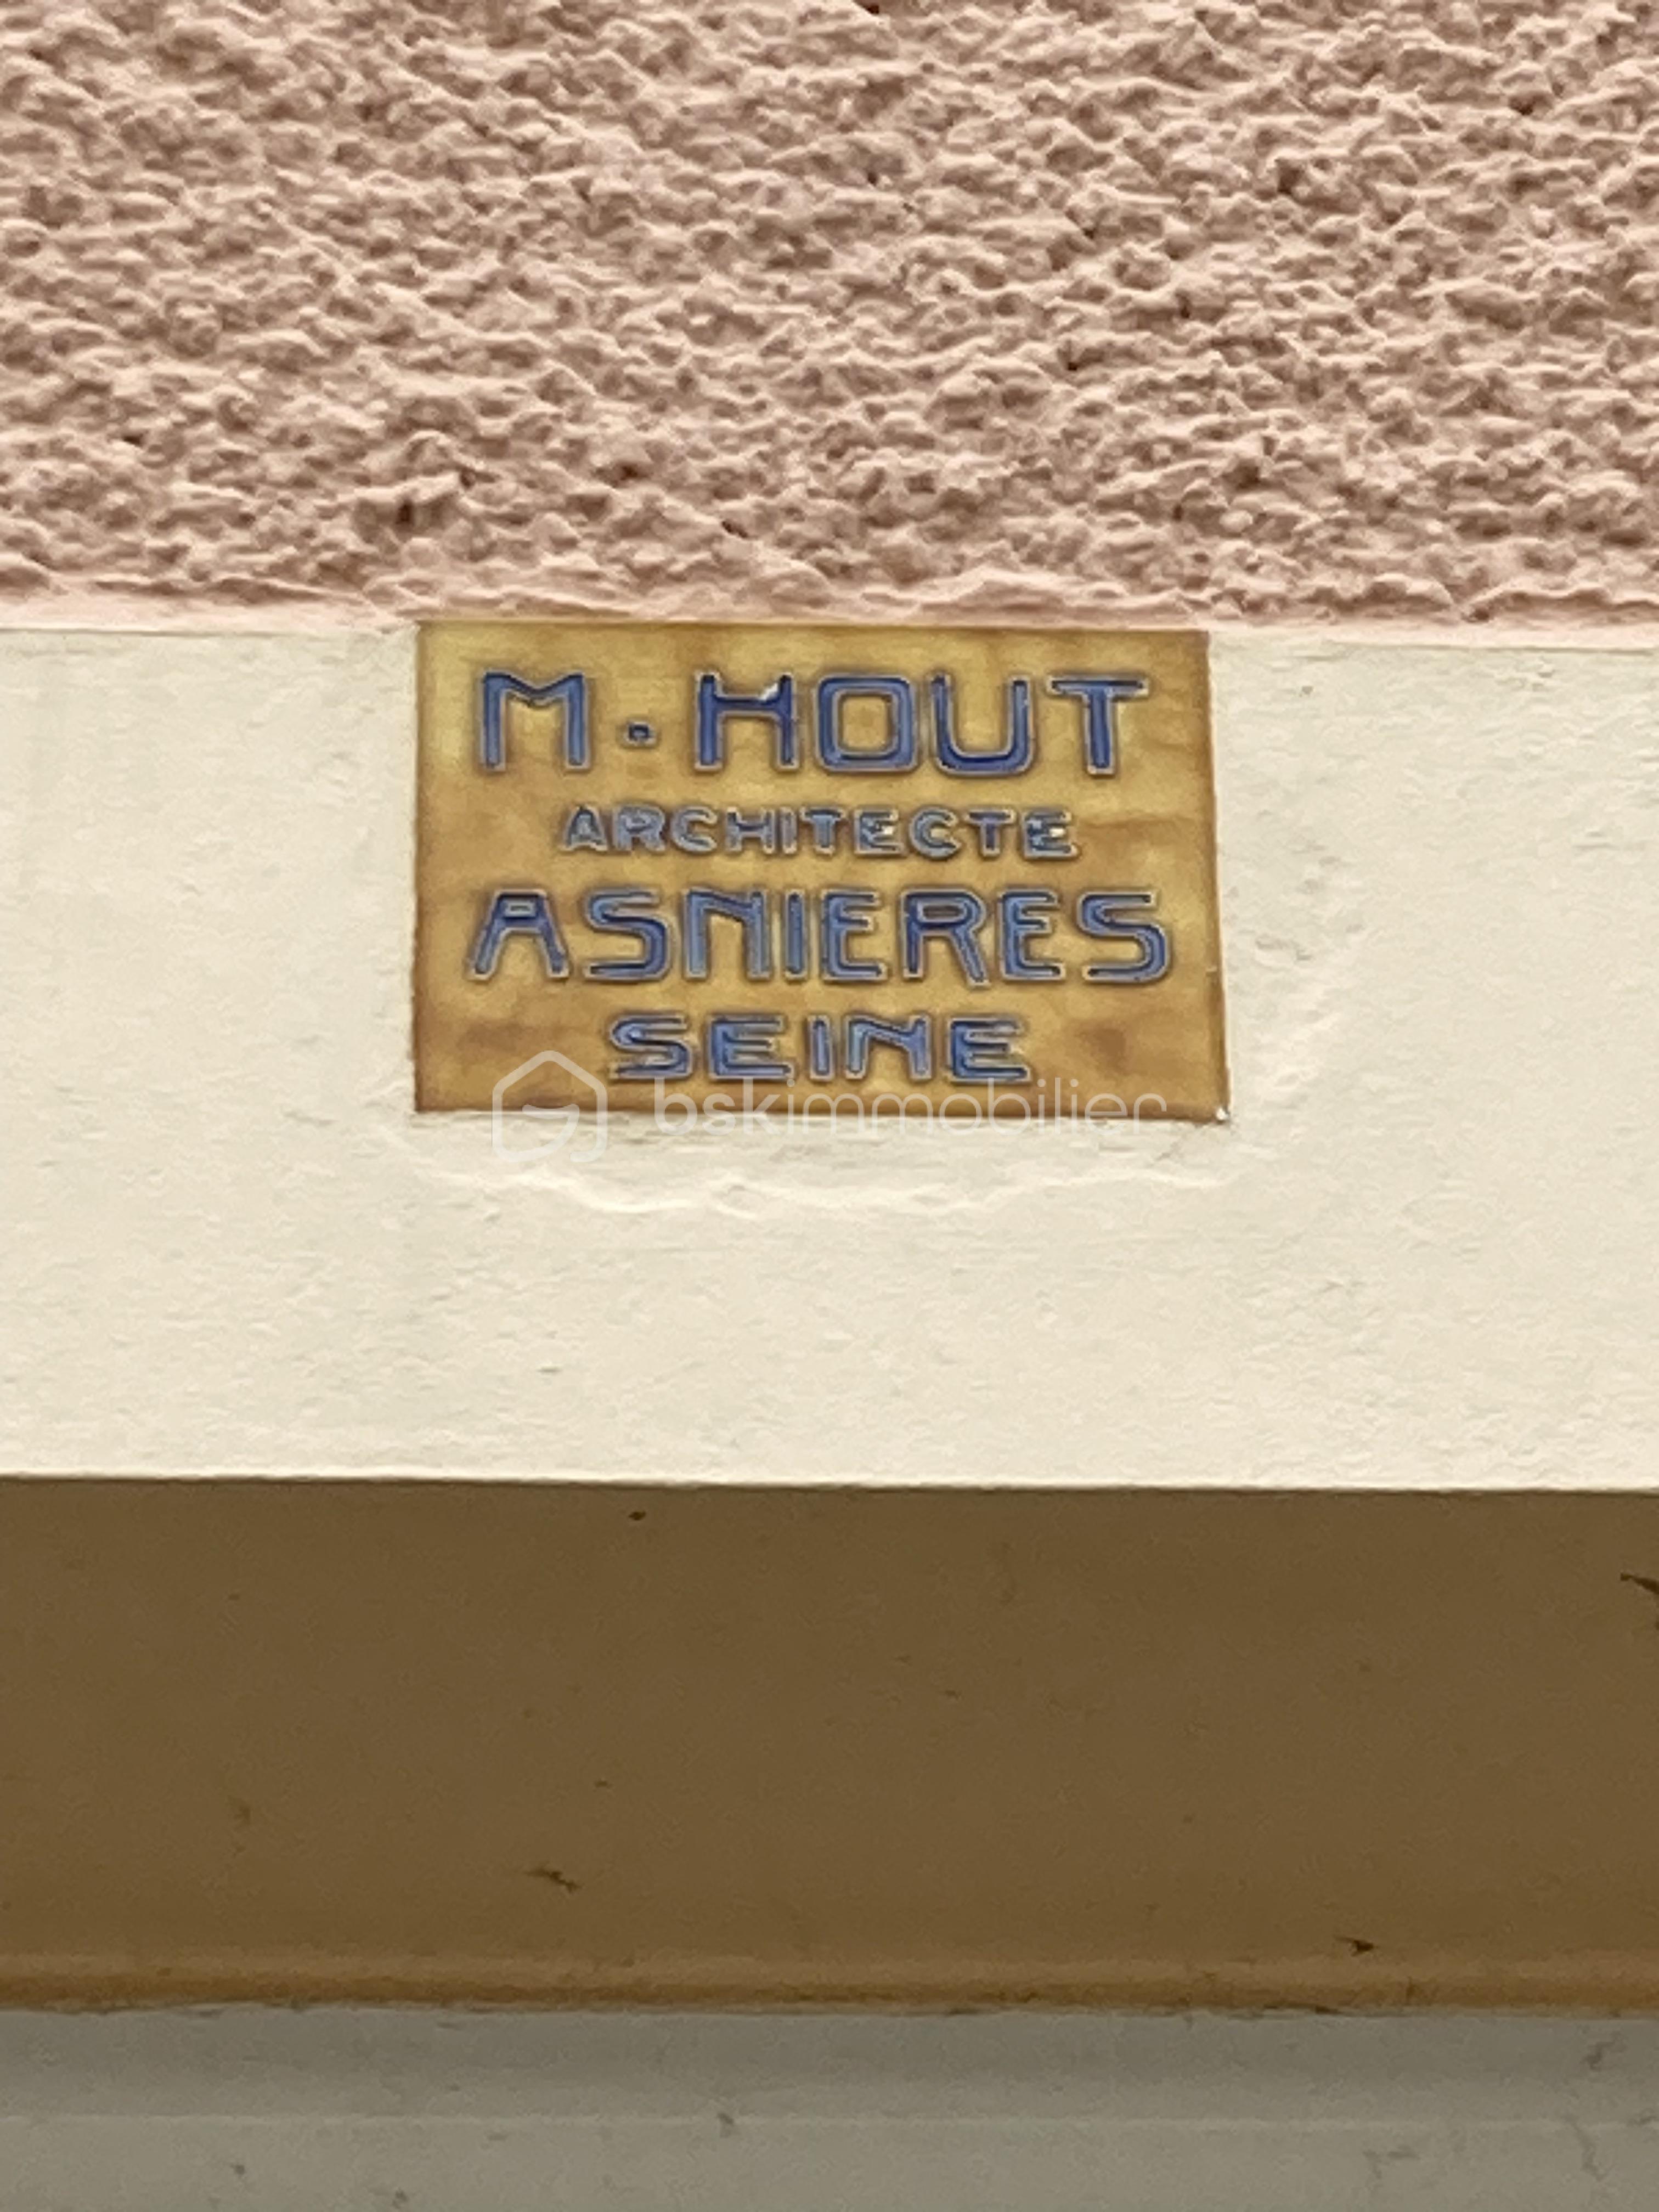 M. HOUT
ARCHITECTE
ASNIERES
SEINE
bskimmobilier